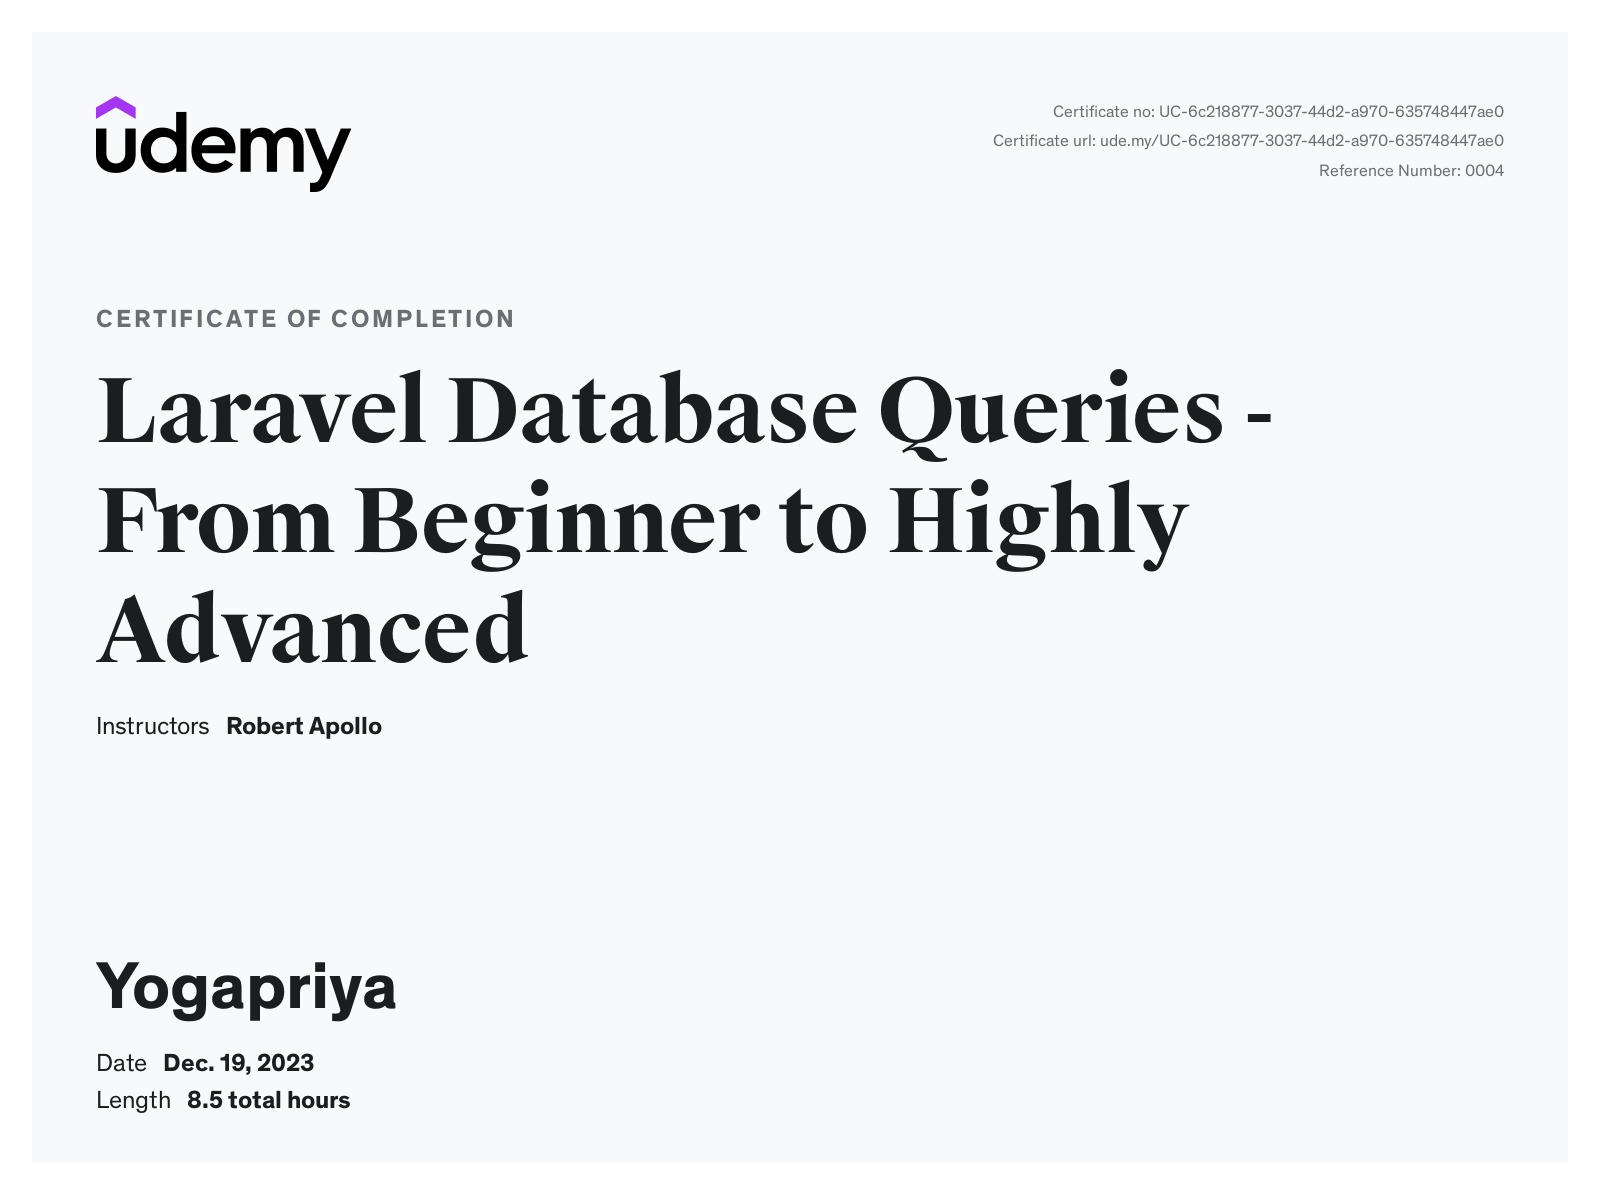 udemy
Certificate no: UC-6c218877-3037-44d2-a970-635748447ae0
Certificate url: ude.my/UC-6c218877-3037-44d2-a970-635748447ae0
Reference Number: 0004
CERTIFICATE OF COMPLETION
Laravel Database Queries -
From Beginner to Highly
Advanced
Instructors Robert Apollo
Yogapriya
Date Dec. 19, 2023
Length 8.5 total hours